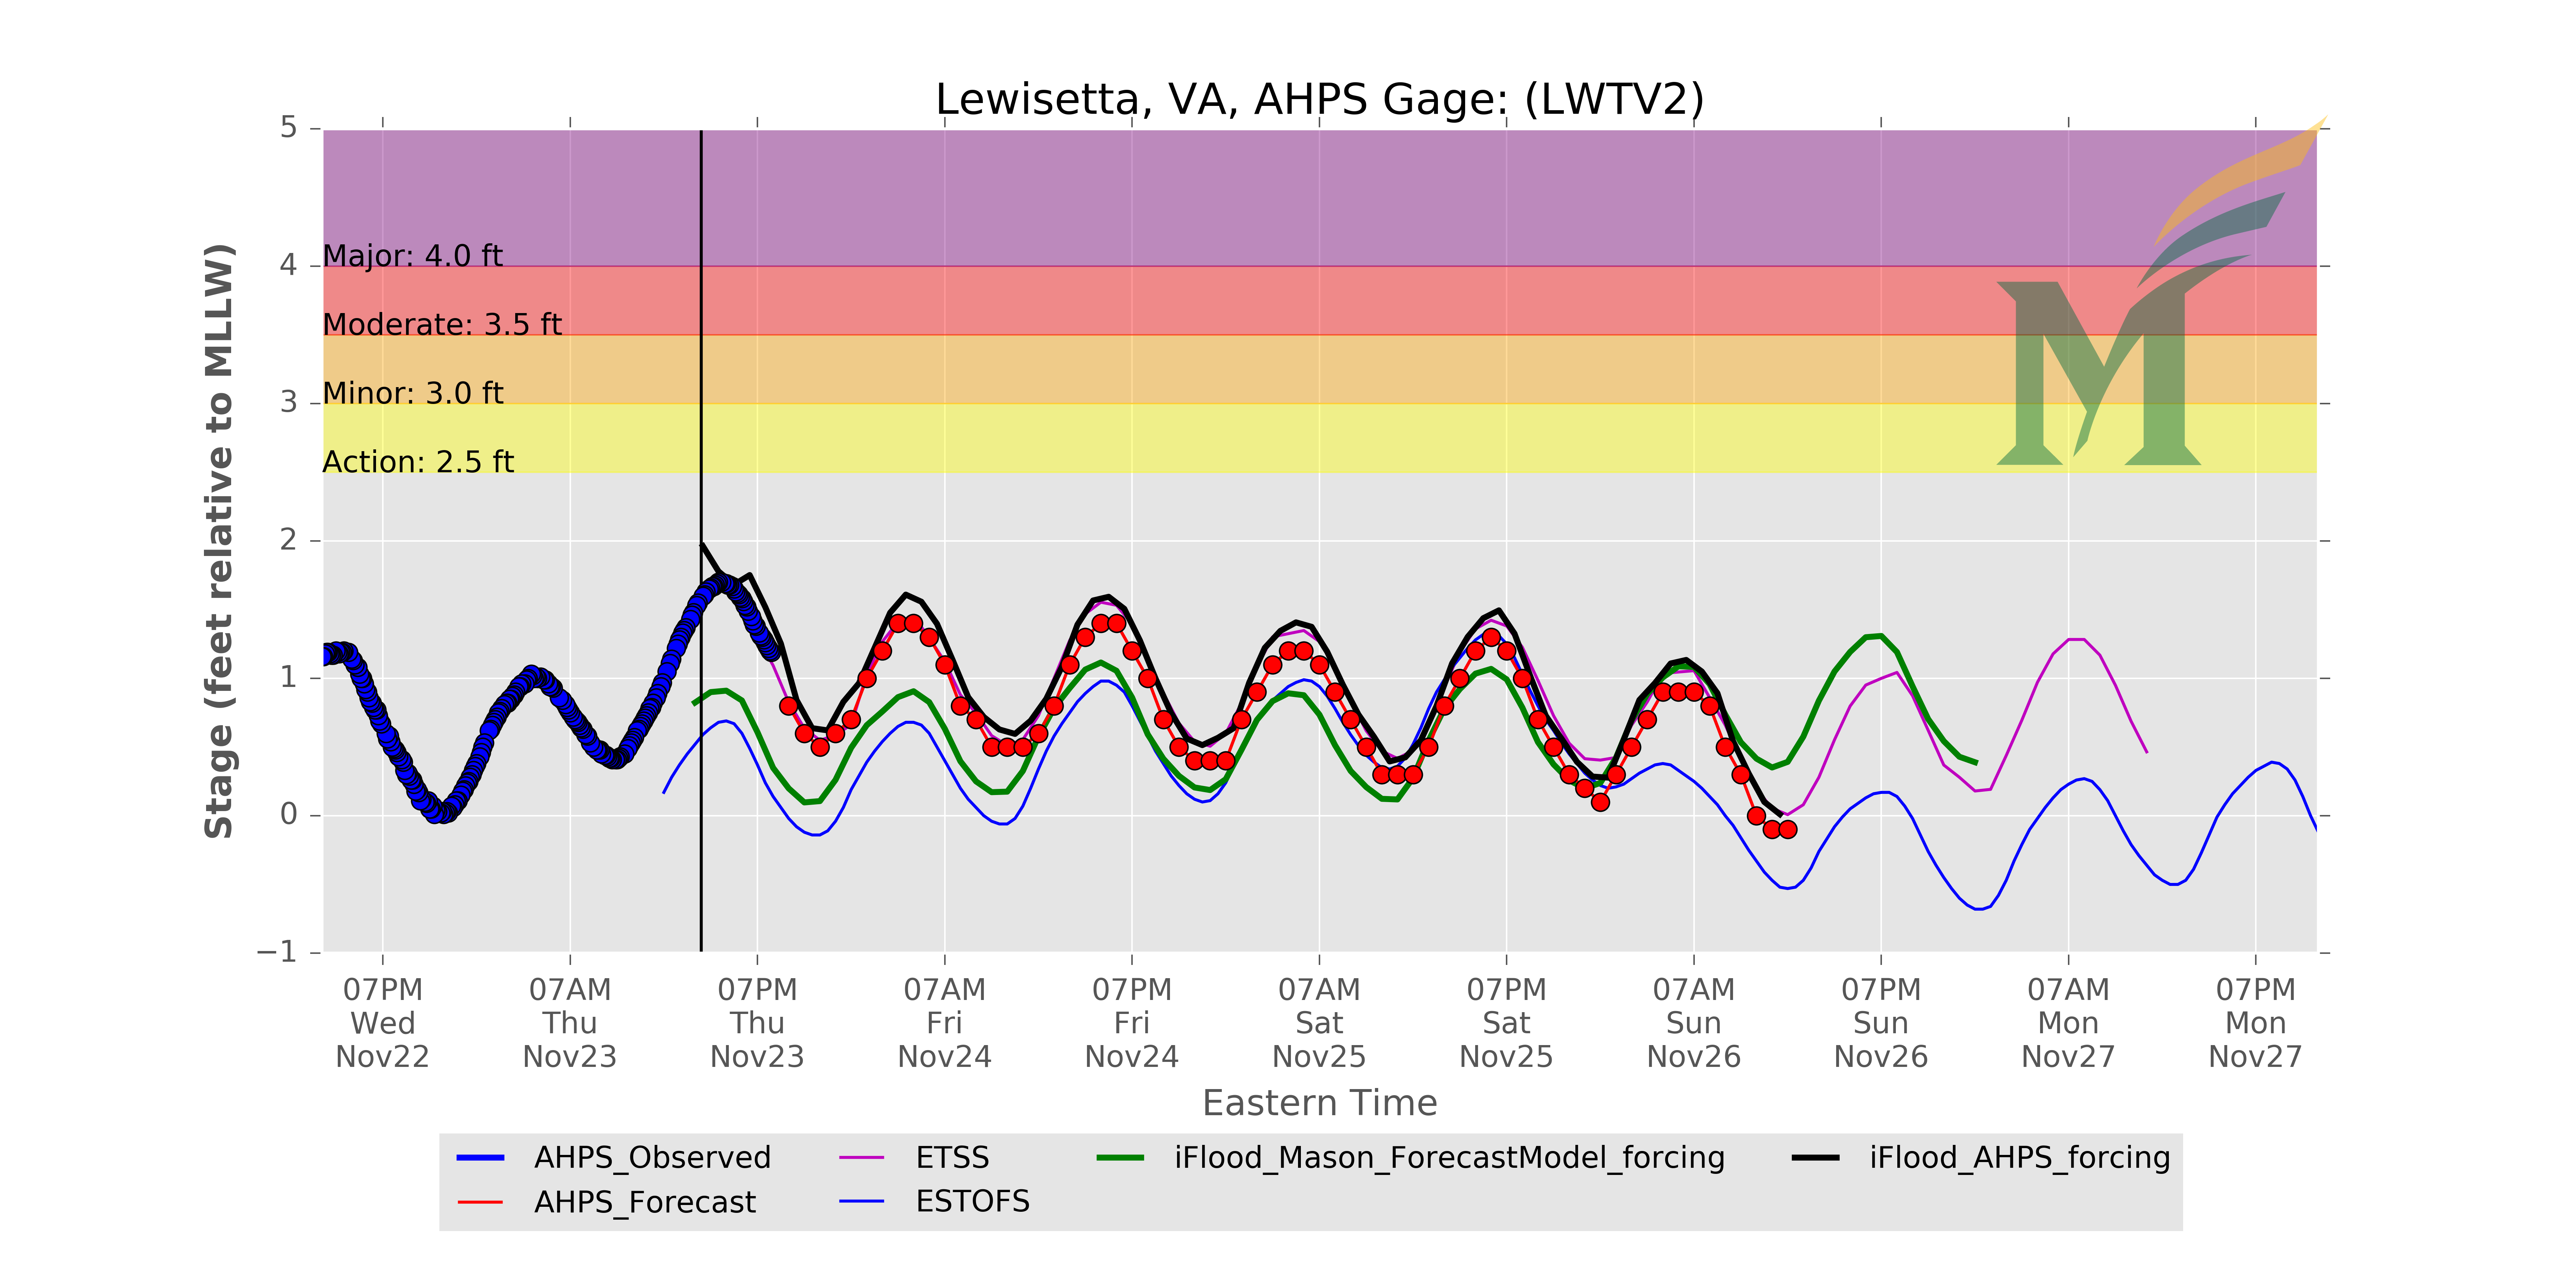 Lewisetta, VA, AHPS Gage: (LWTV2)
5
4
3
2
1
0
−1
Stage (feet relative to MLLW)
Major: 4.0 ft
Moderate: 3.5 ft
Minor: 3.0 ft
Action: 2.5 ft
M
07PM Wed Nov22
07AM Thu Nov23
07PM Thu Nov23
07AM Fri Nov24
07PM Fri Nov24
07AM Sat Nov25
07PM Sat Nov25
07AM Sun Nov26
07PM Sun Nov26
07AM Mon Nov27
07PM Mon Nov27
Eastern Time
AHPS_Observed
AHPS_Forecast
ETSS
ESTOFS
iFlood_Mason_ForecastModel_forcing
iFlood_AHPS_forcing